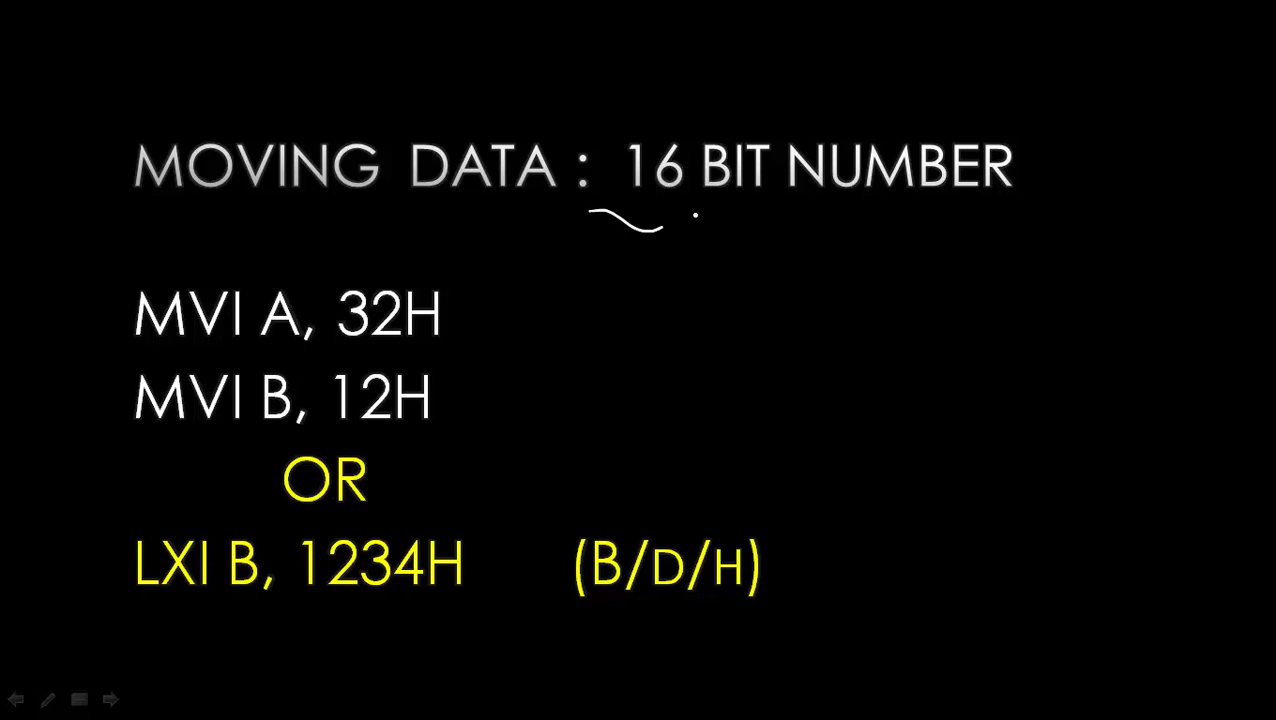 MOVING DATA : 16 BIT NUMBER
MVI A, 32H
MVI B, 12H
OR
LXI B, 1234H (B/D/H)